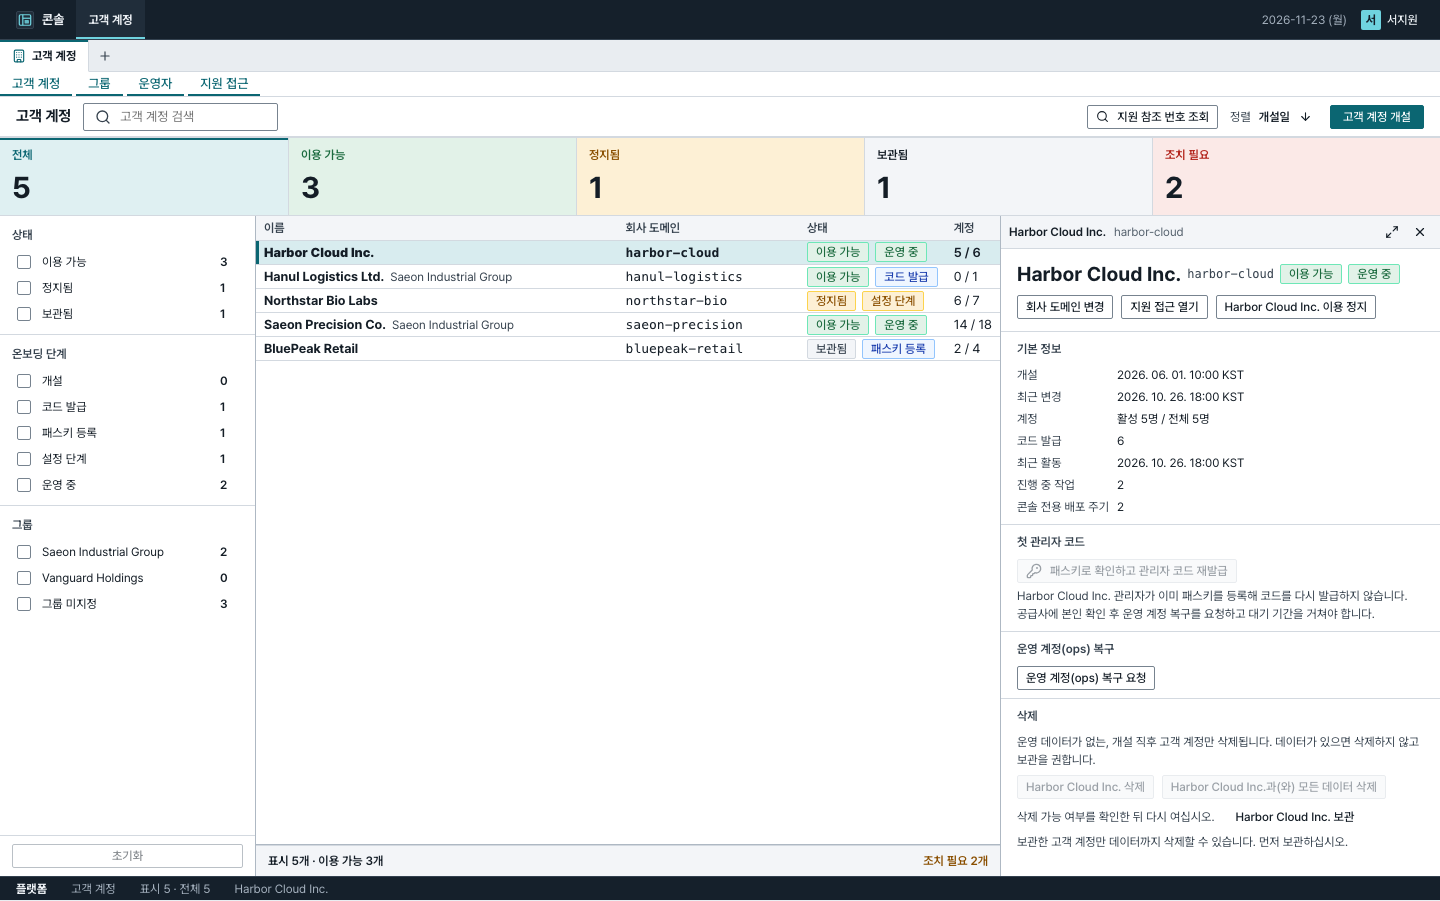 콘솔
고객 계정
2026-11-23 (월)
서
서지원
고객 계정
고객 계정
그룹
운영자
지원 접근
고객 계정
고객 계정 검색
지원 참조 번호 조회
정렬 개설일
고객 계정 개설
전체
5
이용 가능
3
정지됨
1
보관됨
1
조치 필요
2
상태
이용 가능 3
정지됨 1
보관됨 1
온보딩 단계
개설 0
코드 발급 1
패스키 등록 1
설정 단계 1
운영 중 2
그룹
Saeon Industrial Group 2
Vanguard Holdings 0
그룹 미지정 3
초기화
이름 회사 도메인 상태 계정
Harbor Cloud Inc. harbor-cloud 이용 가능 운영 중 5 / 6
Hanul Logistics Ltd. Saeon Industrial Group hanul-logistics 이용 가능 코드 발급 0 / 1
Northstar Bio Labs northstar-bio 정지됨 설정 단계 6 / 7
Saeon Precision Co. Saeon Industrial Group saeon-precision 이용 가능 운영 중 14 / 18
BluePeak Retail bluepeak-retail 보관됨 패스키 등록 2 / 4
표시 5개 · 이용 가능 3개
조치 필요 2개
Harbor Cloud Inc. harbor-cloud
Harbor Cloud Inc. harbor-cloud 이용 가능 운영 중
회사 도메인 변경
지원 접근 열기
Harbor Cloud Inc. 이용 정지
기본 정보
개설 2026. 06. 01. 10:00 KST
최근 변경 2026. 10. 26. 18:00 KST
계정 활성 5명 / 전체 5명
코드 발급 6
최근 활동 2026. 10. 26. 18:00 KST
진행 중 작업 2
콘솔 전용 배포 주기 2
첫 관리자 코드
패스키로 확인하고 관리자 코드 재발급
Harbor Cloud Inc. 관리자가 이미 패스키를 등록해 코드를 다시 발급하지 않습니다.
공급사에 본인 확인 후 운영 계정 복구를 요청하고 대기 기간을 거쳐야 합니다.
운영 계정(ops) 복구
운영 계정(ops) 복구 요청
삭제
운영 데이터가 없는, 개설 직후 고객 계정만 삭제됩니다. 데이터가 있으면 삭제하지 않고
보관을 권합니다.
Harbor Cloud Inc. 삭제
Harbor Cloud Inc.과(와) 모든 데이터 삭제
삭제 가능 여부를 확인한 뒤 다시 여십시오.
Harbor Cloud Inc. 보관
보관한 고객 계정만 데이터까지 삭제할 수 있습니다. 먼저 보관하십시오.
플랫폼
고객 계정
표시 5 · 전체 5
Harbor Cloud Inc.